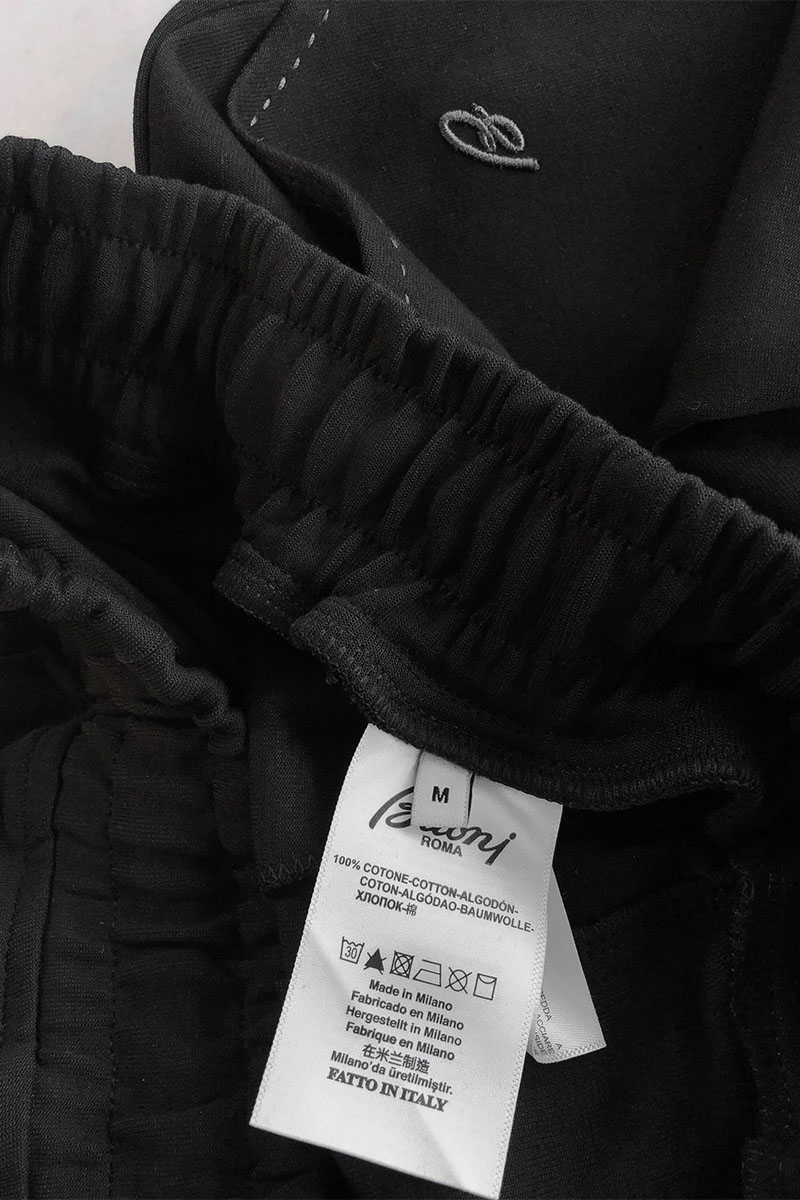 M
Brioni
ROMA
100% COTONE-COTTON-ALGODÓN-
COTON-ALGÓDAO-BAUMWOLLE-
ХЛОПОК-棉
30
Made in Milano
Fabricado en Milano
Hergestellt in Milano
Fabrique en Milano
在米兰制造
Milano'da üretilmiştir.
FATTO IN ITALY